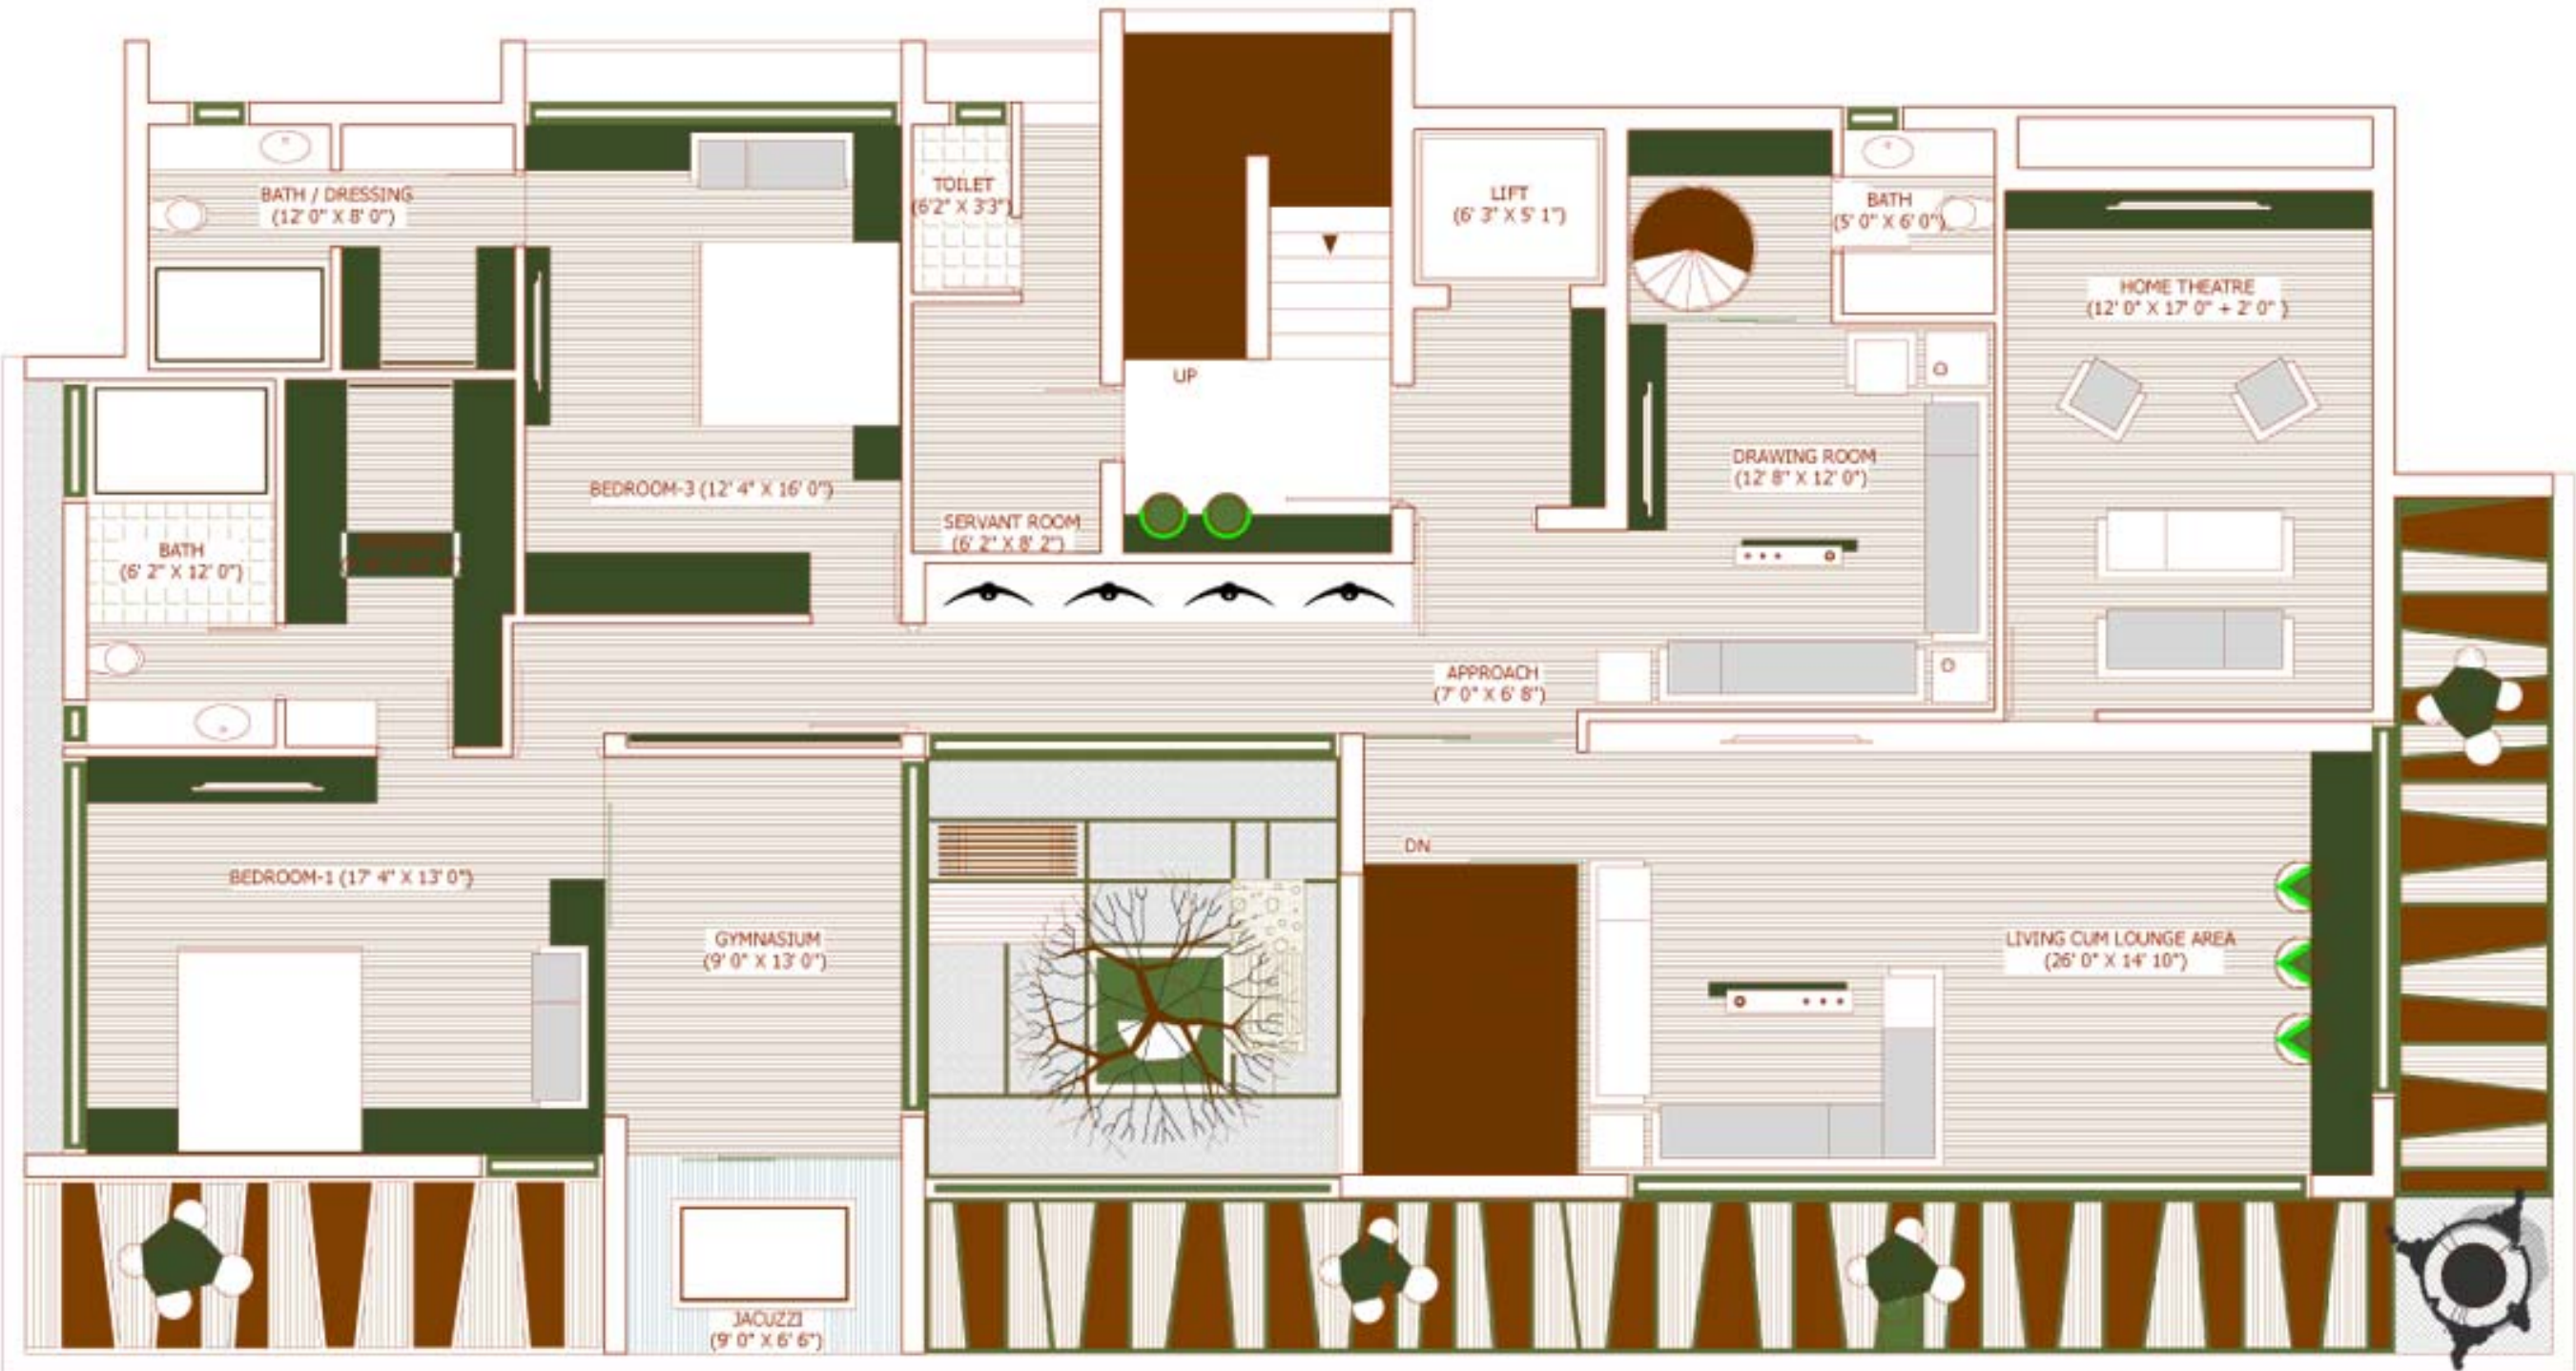 BATH / DRESSING
(12' 0" X 8' 0")
TOILET
(6'2" X 3'3")
LIFT
(6' 3" X 5' 1")
BATH
(5' 0" X 6' 0")
HOME THEATRE
(12' 0" X 17' 0" + 2' 0" )
UP
BEDROOM-3 (12' 4" X 16' 0")
DRAWING ROOM
(12' 8" X 12' 0")
SERVANT ROOM
(6' 2" X 8' 2")
BATH
(6' 2" X 12' 0")
APPROACH
(7' 0" X 6' 8")
DN
BEDROOM-1 (17' 4" X 13' 0")
GYMNASIUM
(9' 0" X 13' 0")
LIVING CUM LOUNGE AREA
(26' 0" X 14' 10")
JACUZZI
(9' 0" X 6' 6")